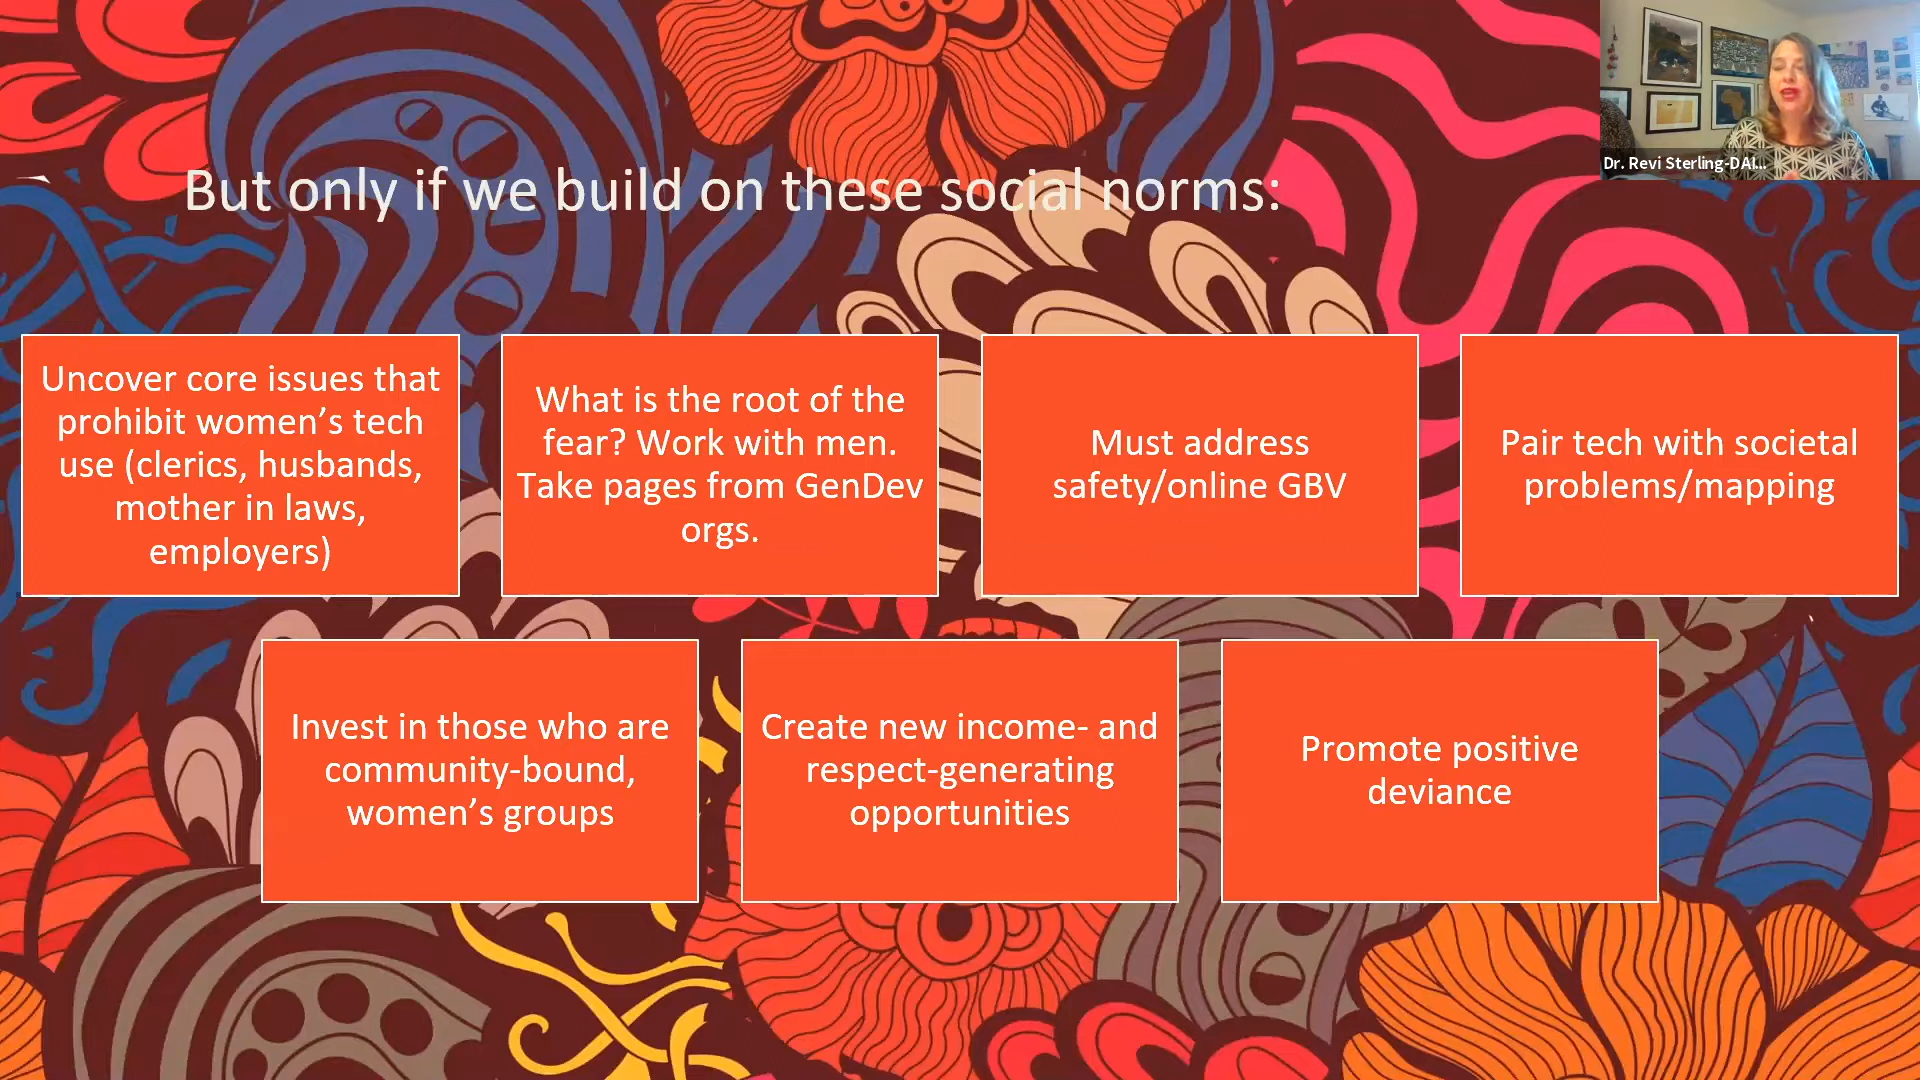 Dr. Revi Sterling-DAI...
But only if we build on these social norms:
Uncover core issues that
prohibit women’s tech
use (clerics, husbands,
mother in laws,
employers)
What is the root of the
fear? Work with men.
Take pages from GenDev
orgs.
Must address
safety/online GBV
Pair tech with societal
problems/mapping
Invest in those who are
community-bound,
women’s groups
Create new income- and
respect-generating
opportunities
Promote positive
deviance